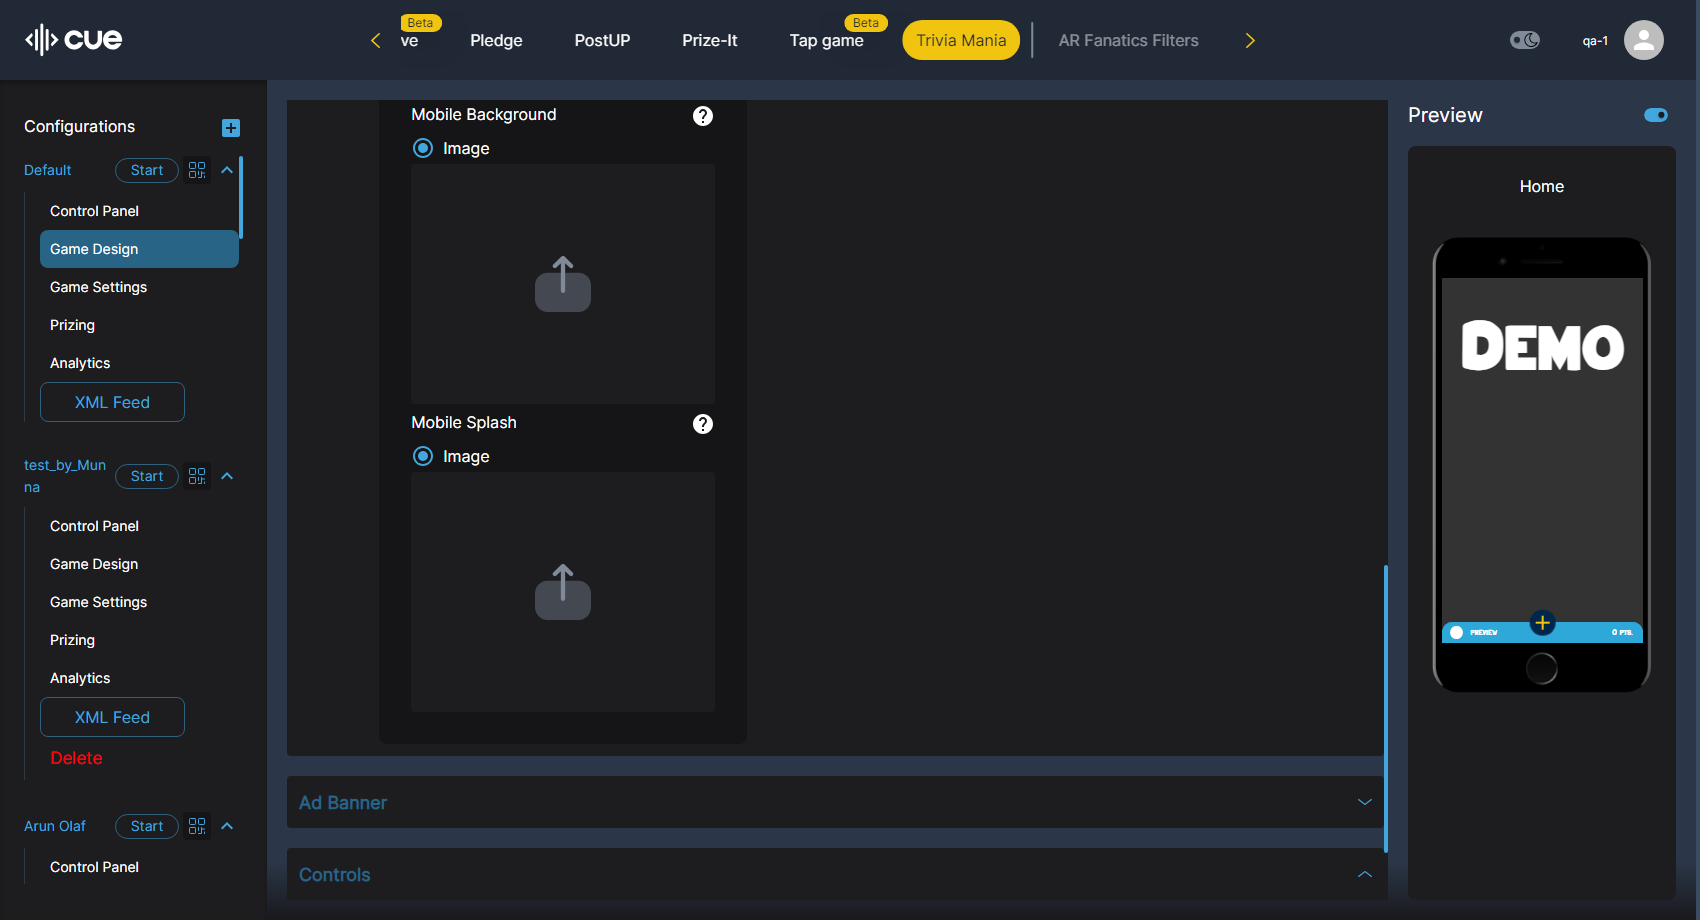 cue
Beta
ve
Pledge
PostUP
Prize-It
Beta
Tap game
Trivia Mania
AR Fanatics Filters
qa-1
Configurations
Default
Start
Control Panel
Game Design
Game Settings
Prizing
Analytics
XML Feed
test_by_Mun
na
Start
Control Panel
Game Design
Game Settings
Prizing
Analytics
XML Feed
Delete
Arun Olaf
Start
Control Panel
Mobile Background
?
Image
Mobile Splash
?
Image
Ad Banner
Controls
Preview
Home
DEMO
PREVIEW
0 PTS.